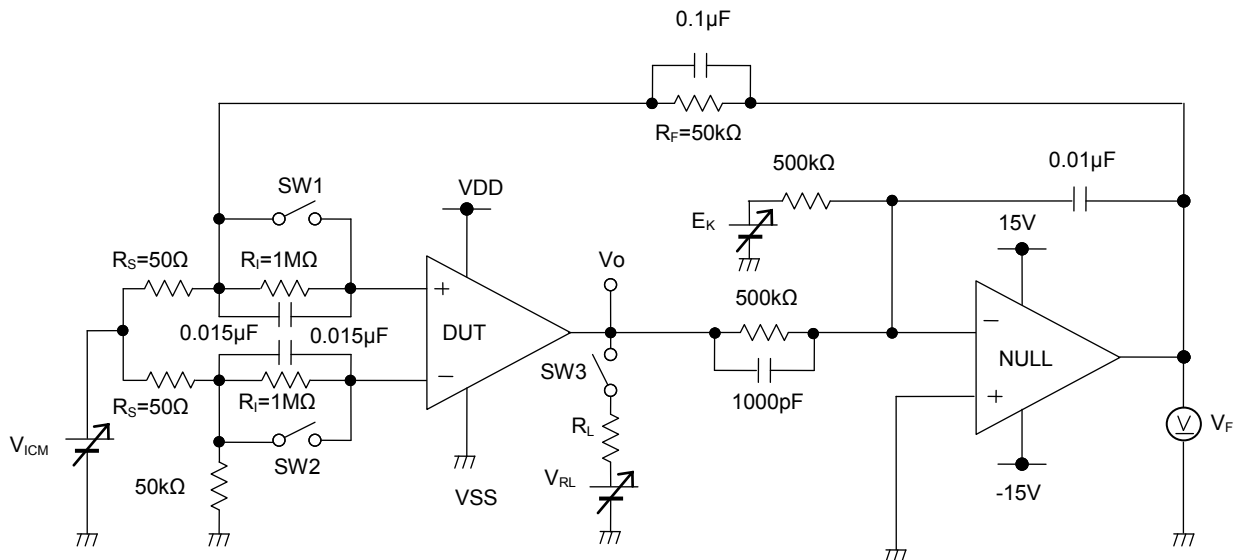 0.1µF
RF=50kΩ
500kΩ
0.01µF
SW1
VDD
EK
15V
RS=50Ω
RI=1MΩ
Vo
500kΩ
+
0.015µF
0.015µF
DUT
−
NULL
−
SW3
RS=50Ω
RI=1MΩ
1000pF
+
V
VF
VICM
SW2
RL
50kΩ
VSS
VRL
-15V